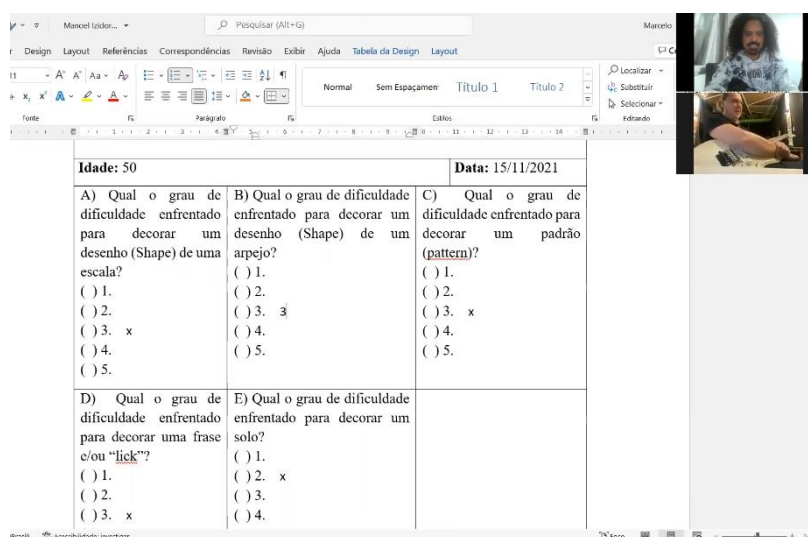 Manoel Izidor...
Pesquisar (Alt+G)
Marcelo
Design Layout Referências Correspondências Revisão Exibir Ajuda Tabela da Design Layout
Normal
Sem Espaçamen
Título 1
Título 2
Localizar
Substituir
Selecionar
Fonte
Parágrafo
Estilos
Editando
Idade: 50
Data: 15/11/2021
A) Qual o grau de
dificuldade enfrentado
para decorar um
desenho (Shape) de uma
escala?
( ) 1.
( ) 2.
( ) 3. x
( ) 4.
( ) 5.
B) Qual o grau de dificuldade
enfrentado para decorar um
desenho (Shape) de um
arpejo?
( ) 1.
( ) 2.
( ) 3. 3
( ) 4.
( ) 5.
C) Qual o grau de
dificuldade enfrentado para
decorar um padrão
(pattern)?
( ) 1.
( ) 2.
( ) 3. x
( ) 4.
( ) 5.
D) Qual o grau de
dificuldade enfrentado
para decorar uma frase
e/ou “lick”?
( ) 1.
( ) 2.
( ) 3. x
E) Qual o grau de dificuldade
enfrentado para decorar um
solo?
( ) 1.
( ) 2. x
( ) 3.
( ) 4.
Acessibilidade: investigar
Foco